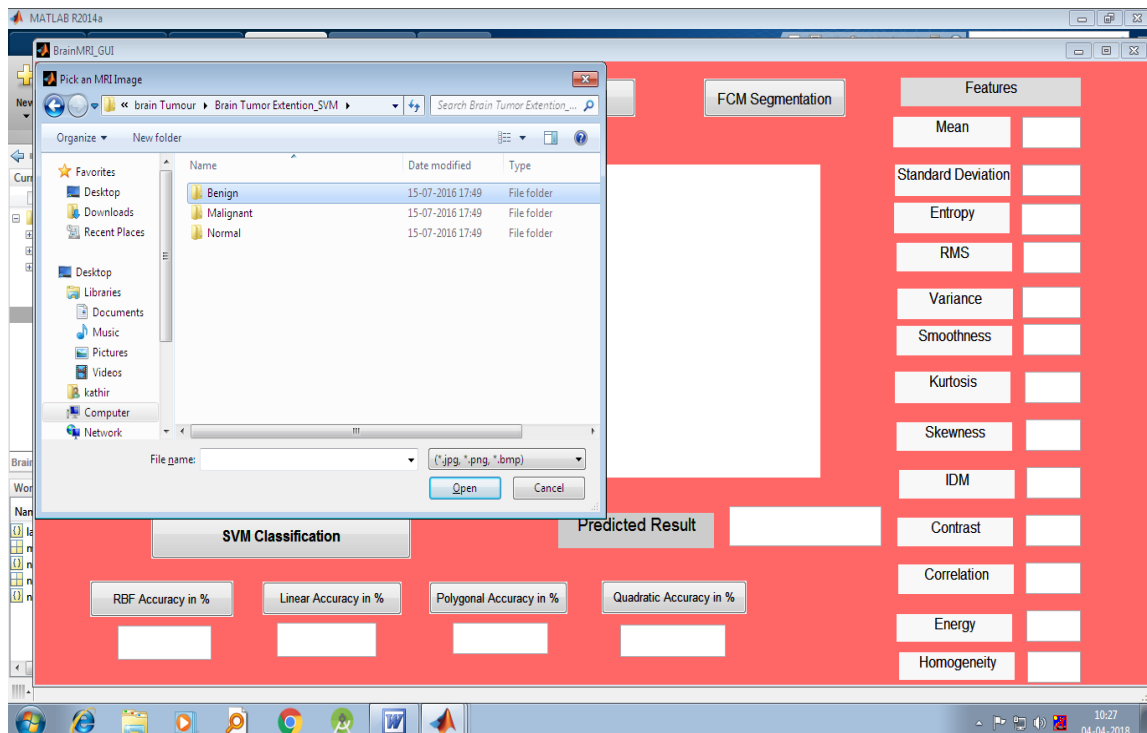 MATLAB R2014a
BrainMRI_GUI
Pick an MRI Image
« brain Tumour ▸ Brain Tumor Extention_SVM ▸
Search Brain Tumor Extention_...
Organize
New folder
Favorites
Desktop
Downloads
Recent Places
Desktop
Libraries
Documents
Music
Pictures
Videos
kathir
Computer
Network
Name
Date modified
Type
Benign
15-07-2016 17:49
File folder
Malignant
15-07-2016 17:49
File folder
Normal
15-07-2016 17:49
File folder
File name:
(*.jpg, *.png, *.bmp)
Open
Cancel
New
FCM Segmentation
Features
Mean
Standard Deviation
Entropy
RMS
Variance
Smoothness
Kurtosis
Skewness
IDM
Contrast
Correlation
Energy
Homogeneity
SVM Classification
Predicted Result
RBF Accuracy in %
Linear Accuracy in %
Polygonal Accuracy in %
Quadratic Accuracy in %
10:27
04-04-2018